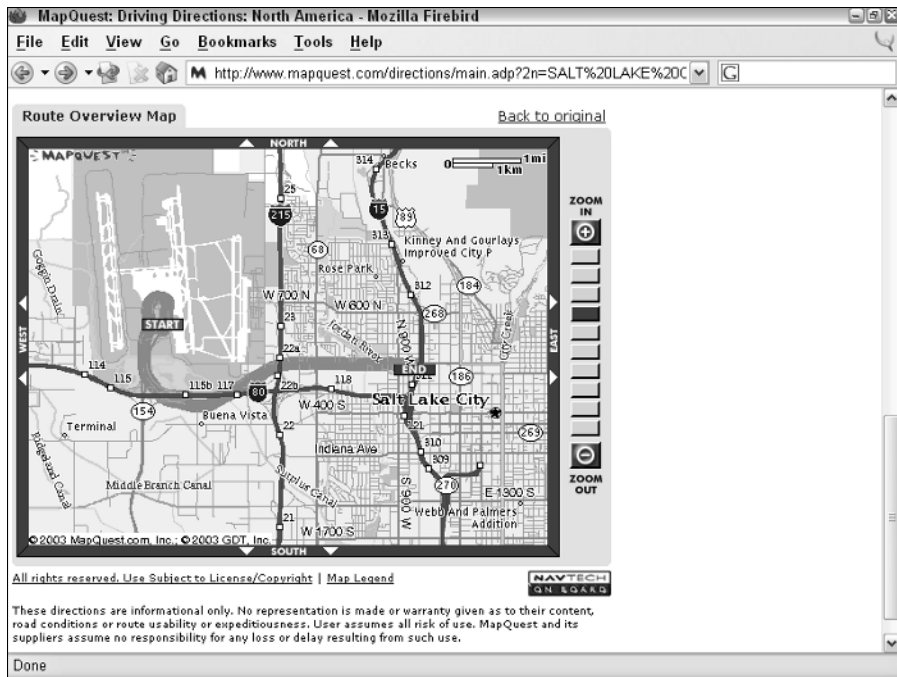 MapQuest: Driving Directions: North America - Mozilla Firebird
File Edit View Go Bookmarks Tools Help
http://www.mapquest.com/directions/main.adp?2n=SALT%20LAKE%20C
G
Route Overview Map
Back to original
NORTH
MAPQUEST
314
Becks
0 1mi
1km
25
215
15
89
ZOOM
IN
313
Kinney And Gourlays
Improved City P
68
Rose Park
184
Goggin Drain
W 700 N
312
W 600 N
268
START
23
Jordan River
N 900 W
City Creek
WEST
EAST
22a
END
114
115
115b
117
80
22b
118
186
W 400 S
Salt Lake City
154
Buena Vista
121
Terminal
22
269
310
Indiana Ave
309
Ridgeland Canal
Middle Branch Canal
Surplus Canal
270
E 1300 S
S 900 W
Webb And Palmers
Addition
21
W 1700 S
ZOOM
OUT
© 2003 MapQuest.com, Inc.; © 2003 GDT, Inc.
SOUTH
All rights reserved. Use Subject to License/Copyright | Map Legend
NAVTECH
ON BOARD
These directions are informational only. No representation is made or warranty given as to their content,
road conditions or route usability or expeditiousness. User assumes all risk of use. MapQuest and its
suppliers assume no responsibility for any loss or delay resulting from such use.
Done